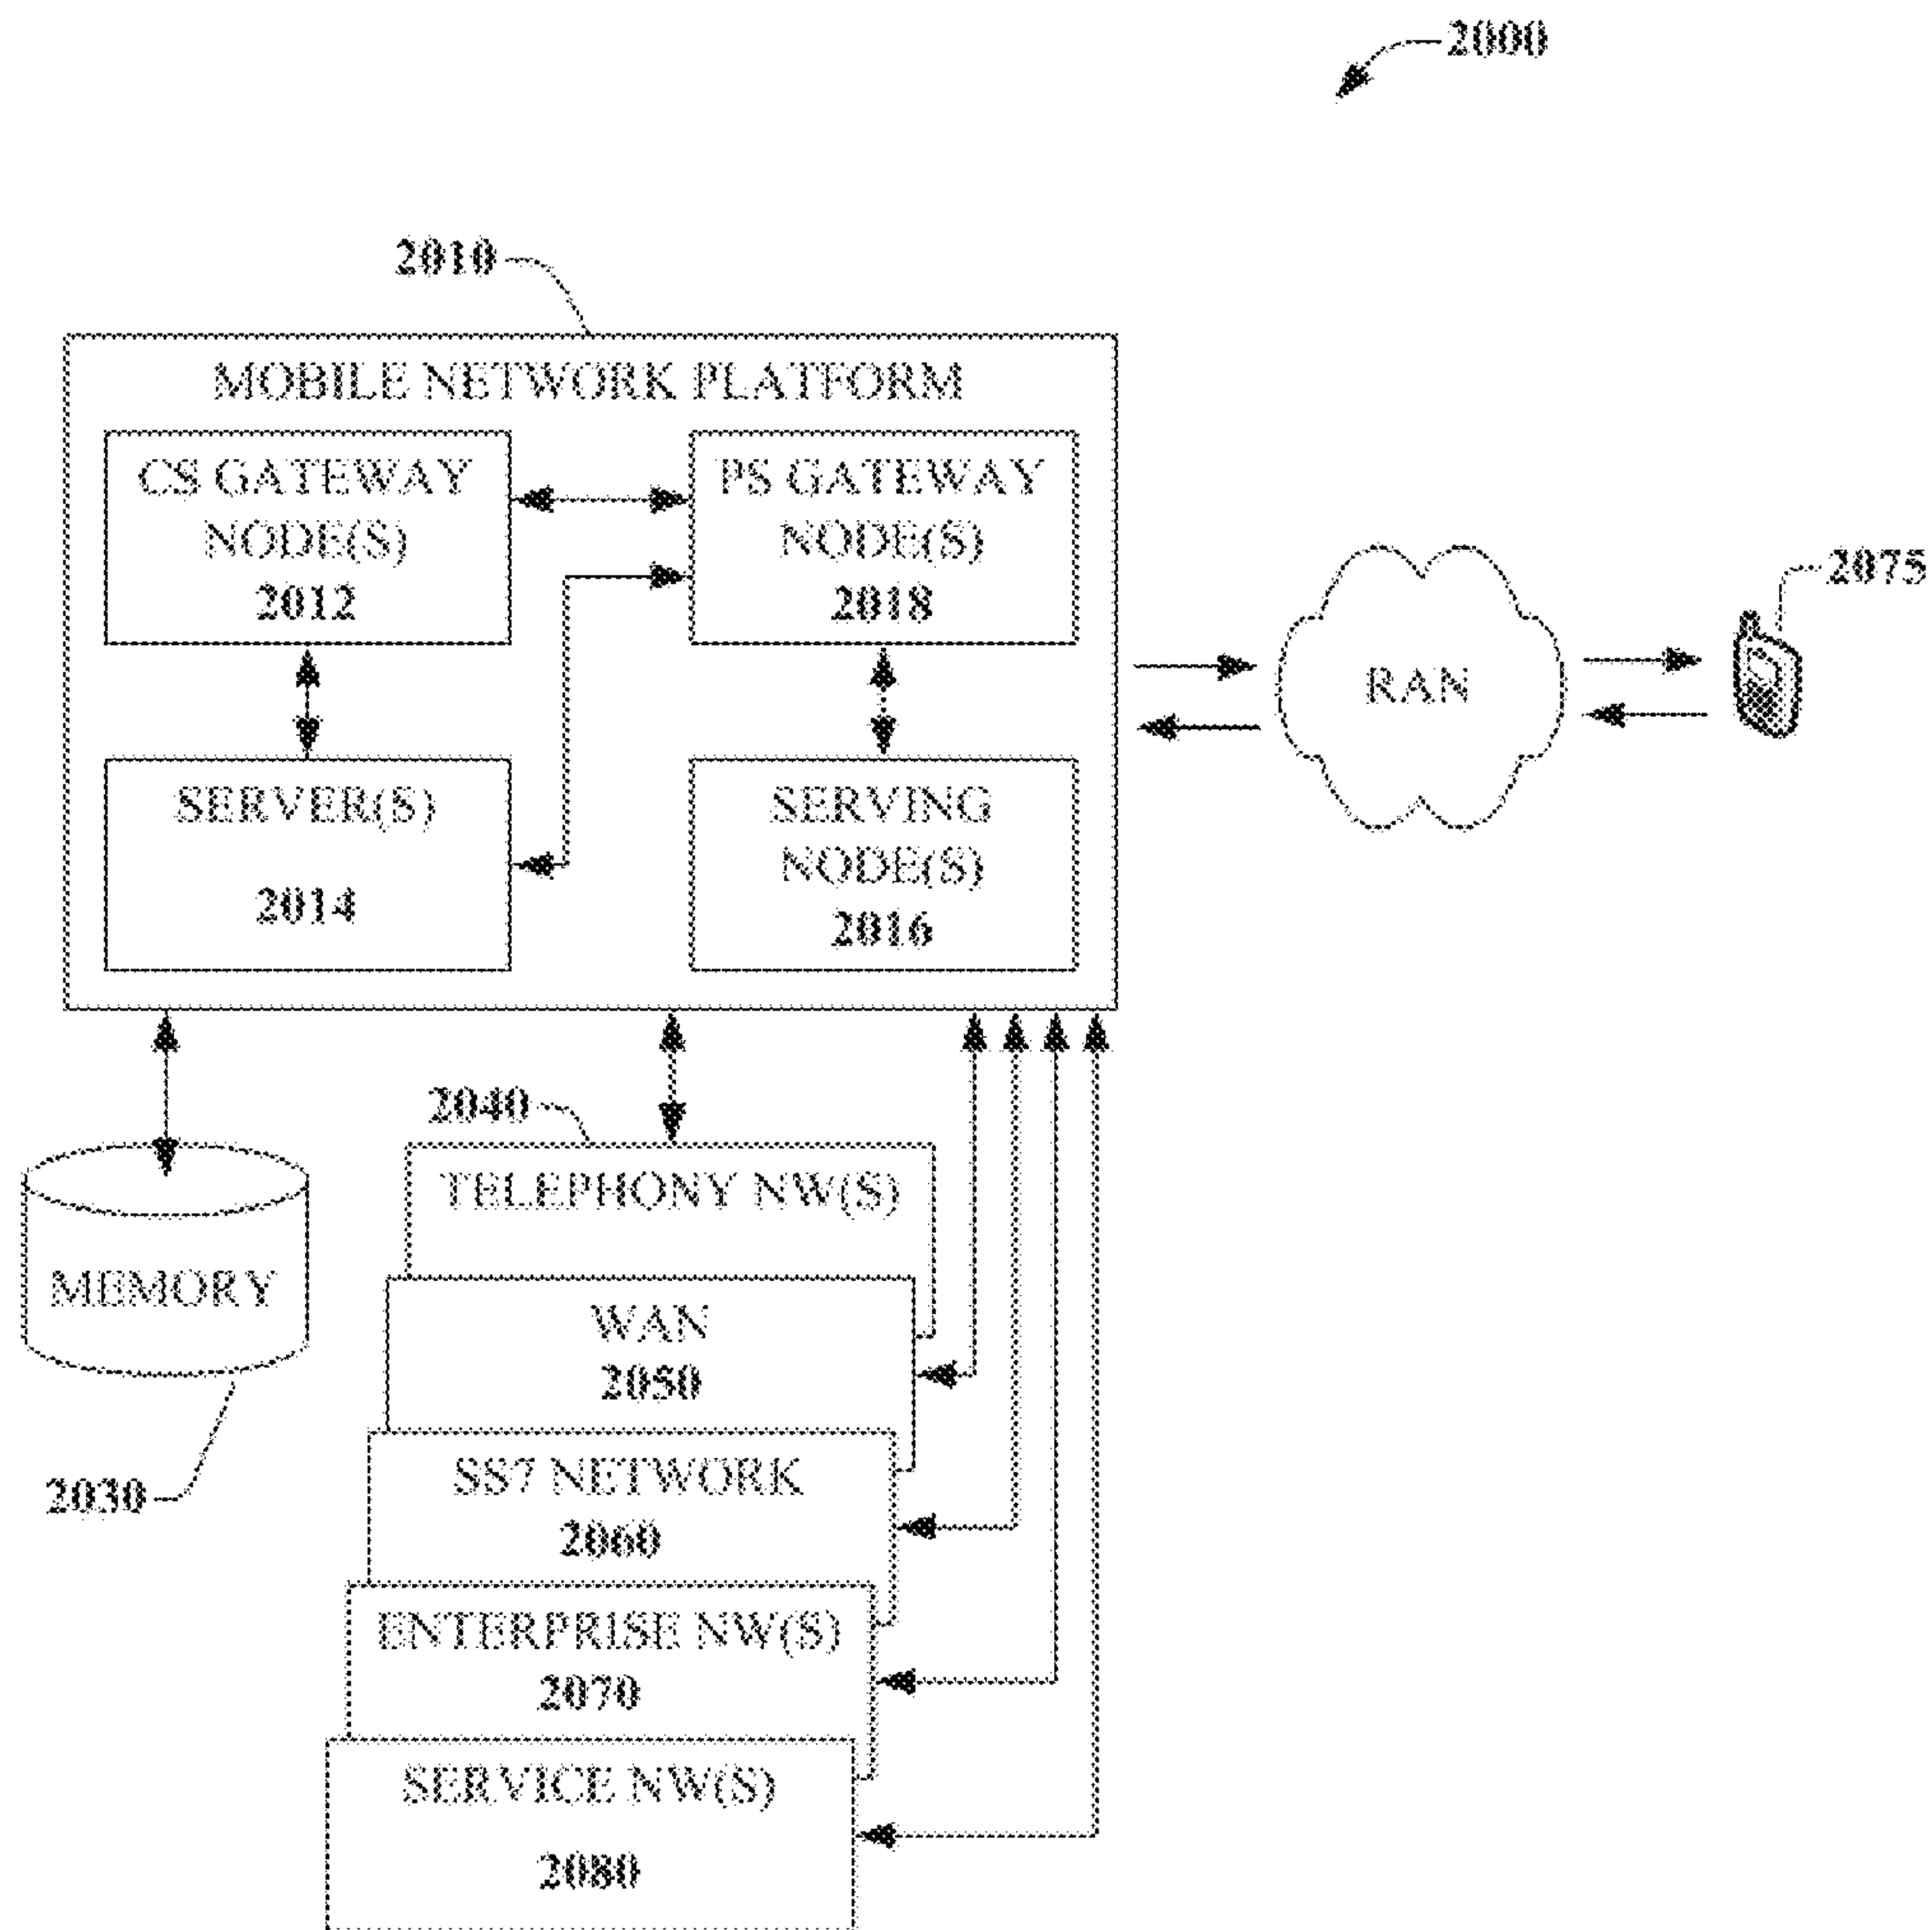 2000
2010
MOBILE NETWORK PLATFORM
CS GATEWAY
NODE(S)
2012
PS GATEWAY
NODE(S)
2018
SERVER(S)
2014
SERVING
NODE(S)
2016
RAN
2075
2040
TELEPHONY NW(S)
MEMORY
2030
WAN
2050
SS7 NETWORK
2060
ENTERPRISE NW(S)
2070
SERVICE NW(S)
2080